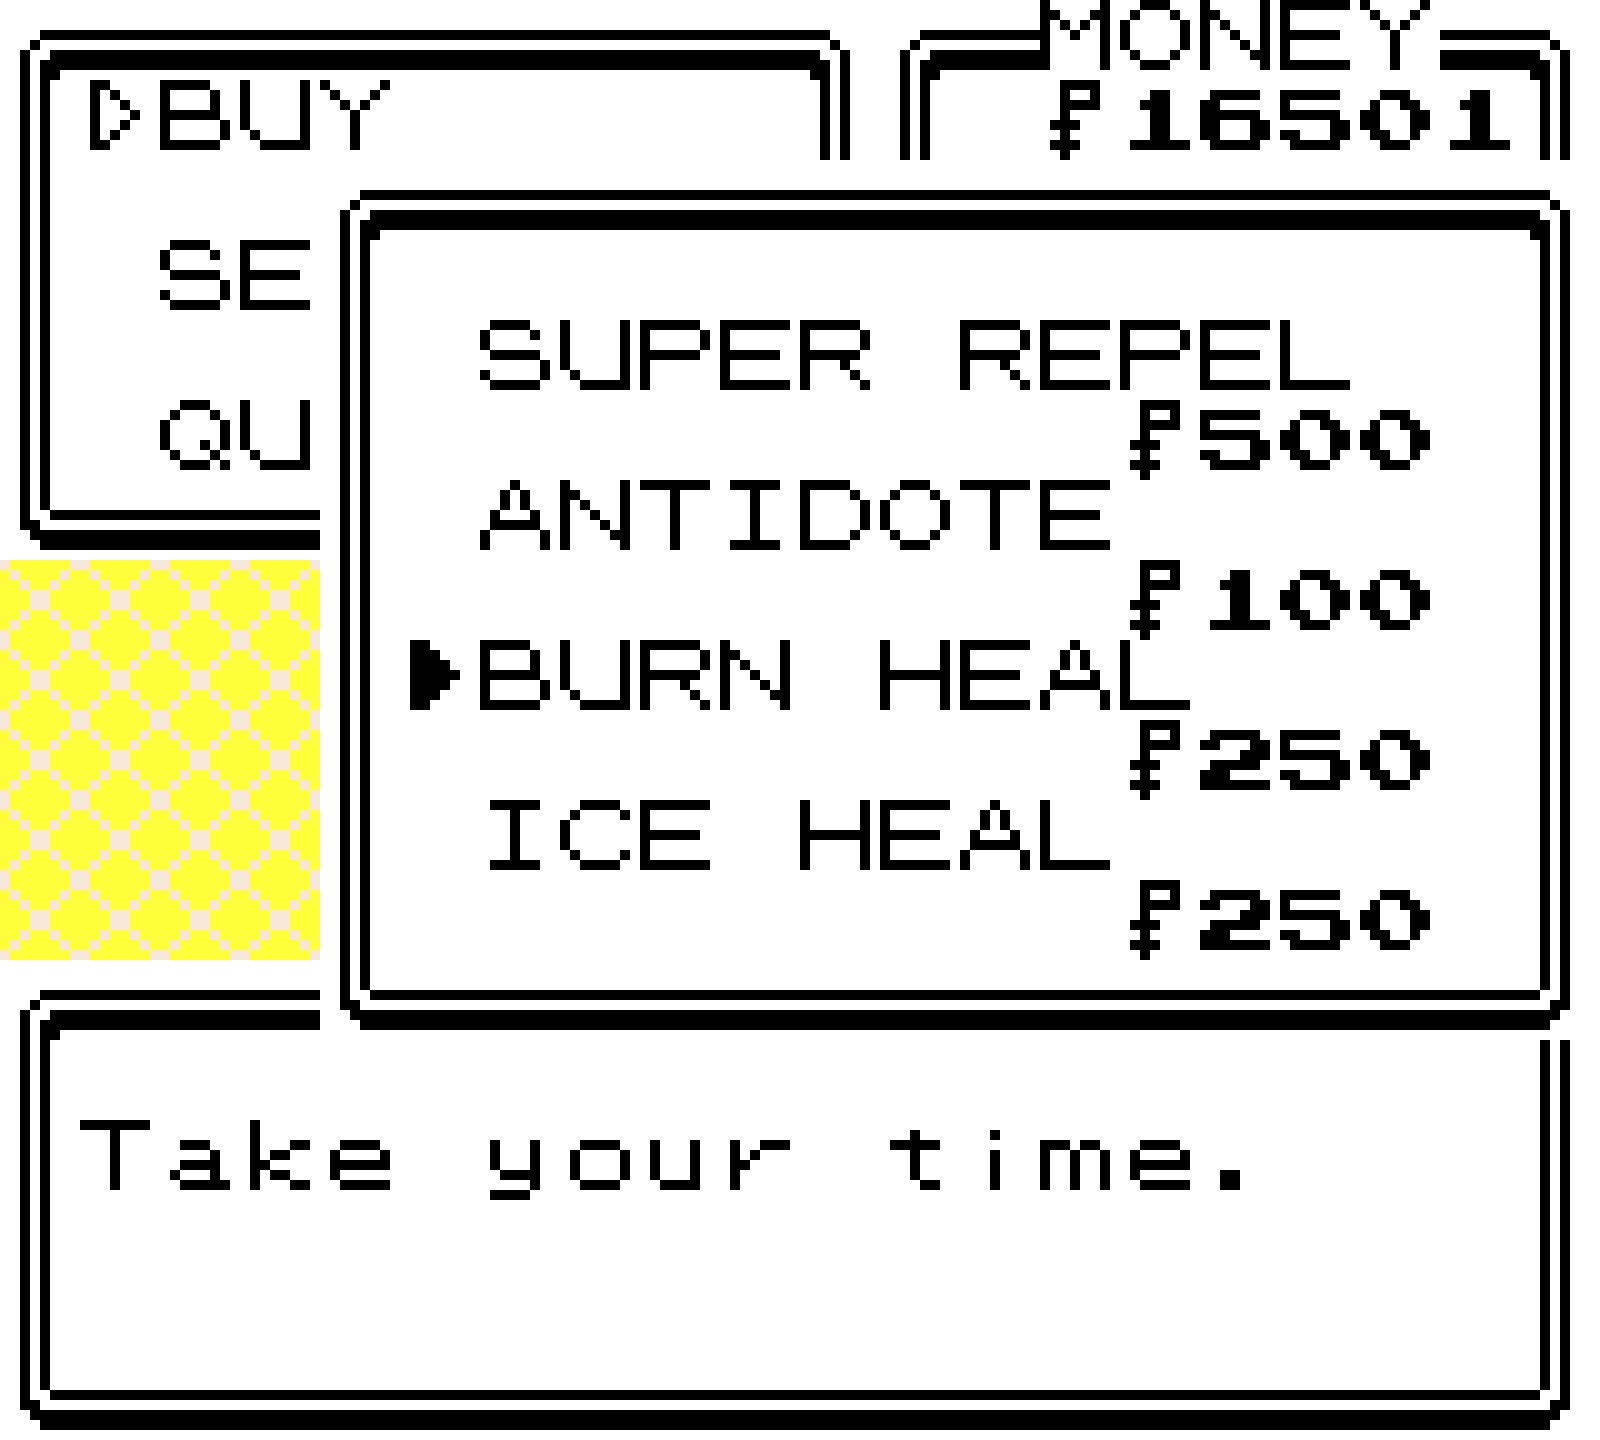 MONEY
▷BUY
₽16501
SE
SUPER REPEL
QU
₽500
ANTIDOTE
₽100
▶BURN HEAL
₽250
ICE HEAL
₽250
Take your time.